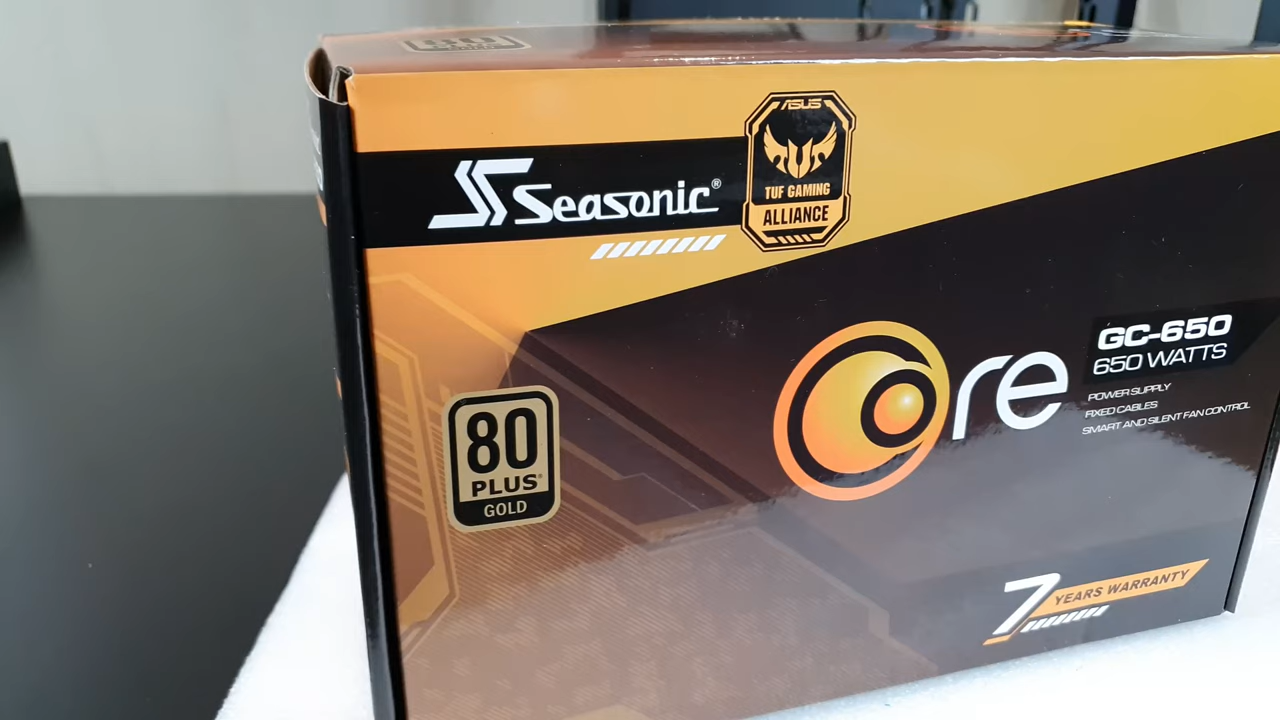 80
Seasonic®
ASUS
TUF GAMING
ALLIANCE
Core
GC-650
650 WATTS
POWER SUPPLY
FIXED CABLES
SMART AND SILENT FAN CONTROL
80
PLUS®
GOLD
7 YEARS WARRANTY